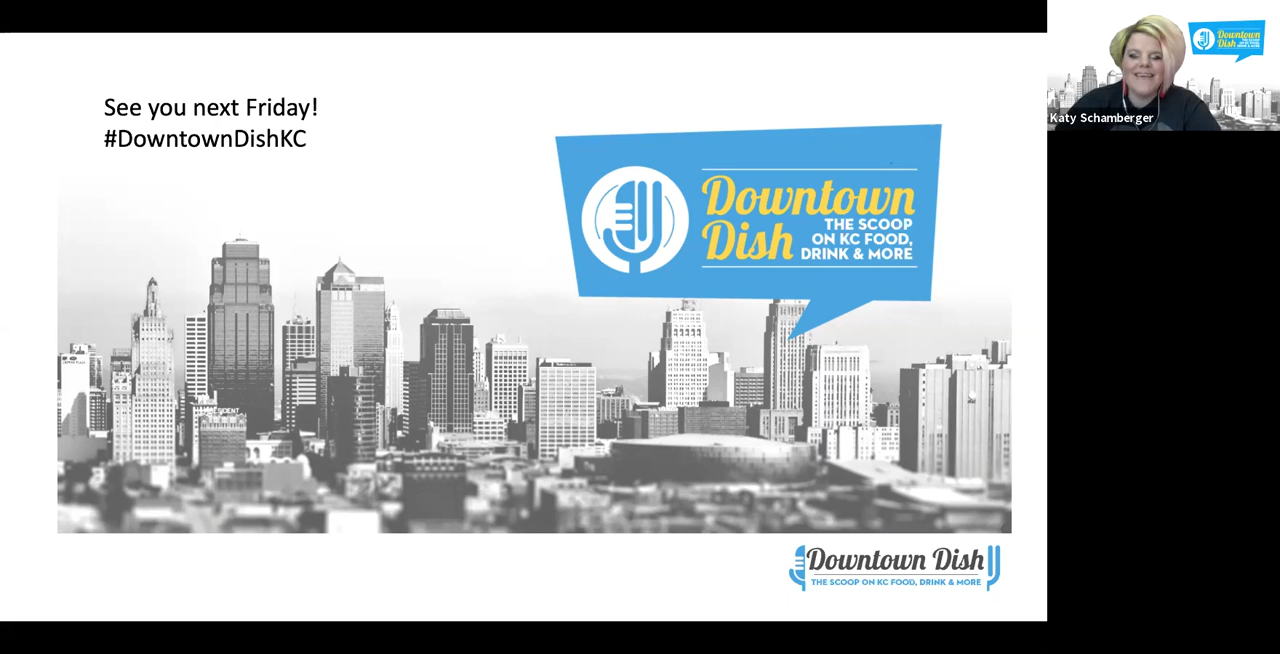 See you next Friday!
#DowntownDishKC
Downtown
Dish
THE SCOOP
ON KC FOOD,
DRINK & MORE
PRESIDENT
Downtown Dish
THE SCOOP ON KC FOOD, DRINK & MORE
Downtown
Dish
Katy Schamberger